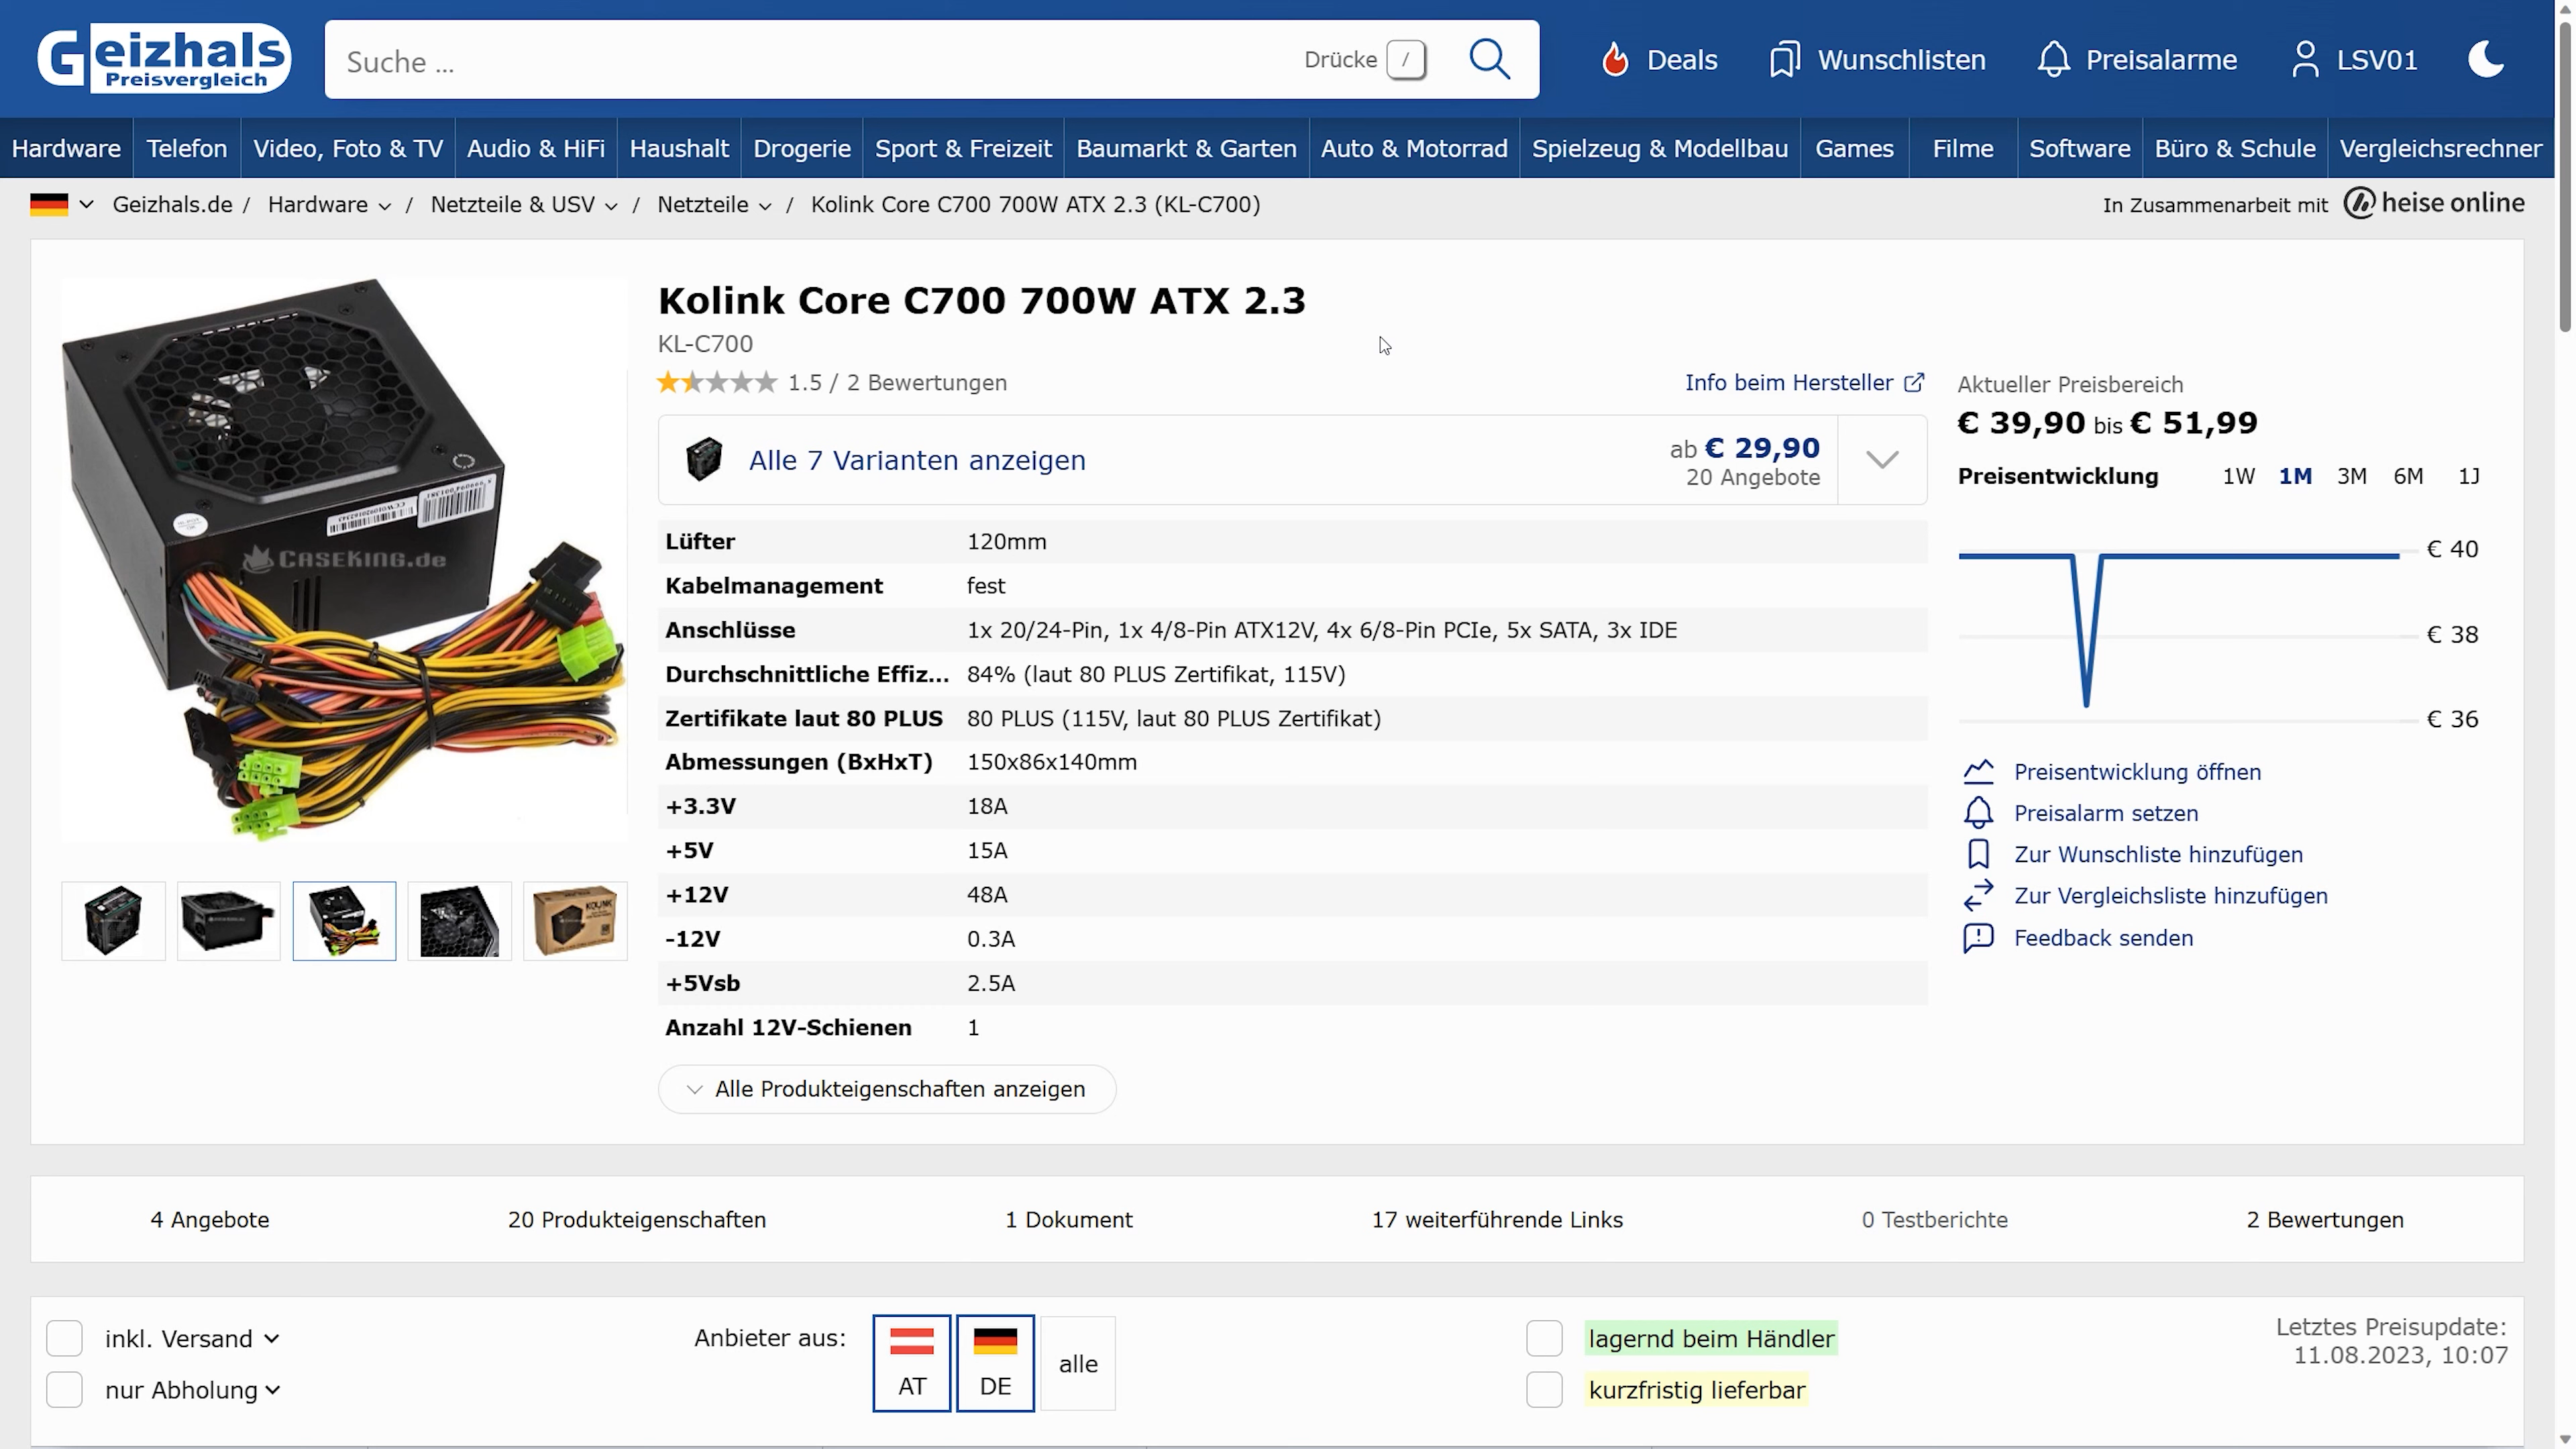 Geizhals
Preisvergleich
Suche ...
Drücke /
Deals
Wunschlisten
Preisalarme
LSV01
Hardware
Telefon
Video, Foto & TV
Audio & HiFi
Haushalt
Drogerie
Sport & Freizeit
Baumarkt & Garten
Auto & Motorrad
Spielzeug & Modellbau
Games
Filme
Software
Büro & Schule
Vergleichsrechner
Geizhals.de / Hardware / Netzteile & USV / Netzteile / Kolink Core C700 700W ATX 2.3 (KL-C700)
In Zusammenarbeit mit heise online
CASEKING.de
KOLINK
Kolink Core C700 700W ATX 2.3
KL-C700
1.5 / 2 Bewertungen
Info beim Hersteller
Alle 7 Varianten anzeigen
ab € 29,90
20 Angebote
Lüfter 120mm
Kabelmanagement fest
Anschlüsse 1x 20/24-Pin, 1x 4/8-Pin ATX12V, 4x 6/8-Pin PCIe, 5x SATA, 3x IDE
Durchschnittliche Effiz... 84% (laut 80 PLUS Zertifikat, 115V)
Zertifikate laut 80 PLUS 80 PLUS (115V, laut 80 PLUS Zertifikat)
Abmessungen (BxHxT) 150x86x140mm
+3.3V 18A
+5V 15A
+12V 48A
-12V 0.3A
+5Vsb 2.5A
Anzahl 12V-Schienen 1
Alle Produkteigenschaften anzeigen
Aktueller Preisbereich
€ 39,90 bis € 51,99
Preisentwicklung 1W 1M 3M 6M 1J
€ 40
€ 38
€ 36
Preisentwicklung öffnen
Preisalarm setzen
Zur Wunschliste hinzufügen
Zur Vergleichsliste hinzufügen
Feedback senden
4 Angebote
20 Produkteigenschaften
1 Dokument
17 weiterführende Links
0 Testberichte
2 Bewertungen
inkl. Versand
nur Abholung
Anbieter aus:
AT
DE
alle
lagernd beim Händler
kurzfristig lieferbar
Letztes Preisupdate:
11.08.2023, 10:07